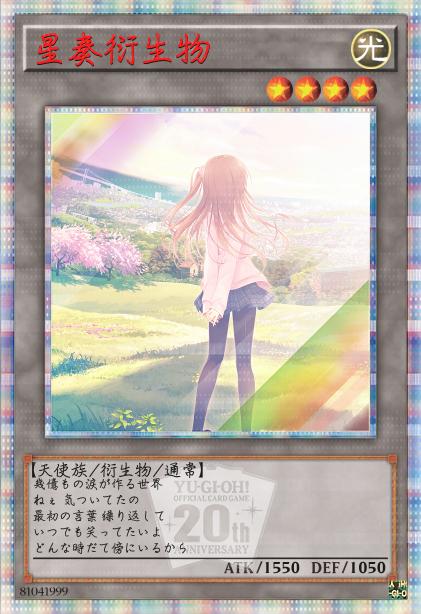 星奏衍生物
光
【天使族/衍生物/通常】
幾億もの涙が作る世界
ねぇ 気づいてたの
最初の言葉 繰り返して
いつでも笑ってたいよ
どんな時だって傍にいるから
YU-GI-OH!
OFFICIAL CARD GAME
20th
ANNIVERSARY
ATK/1550 DEF/1050
81041999